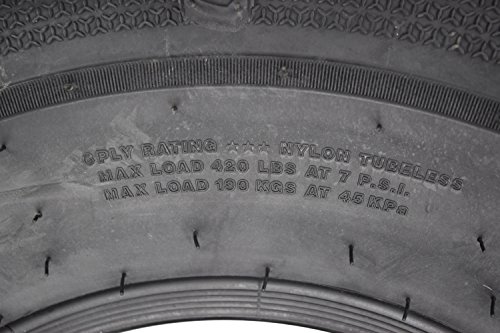 6PLY RATING ☆☆☆ NYLON TUBELESS
MAX LOAD 420 LBS AT 7 P.S.I.
MAX LOAD 190 KGS AT 45 KPa